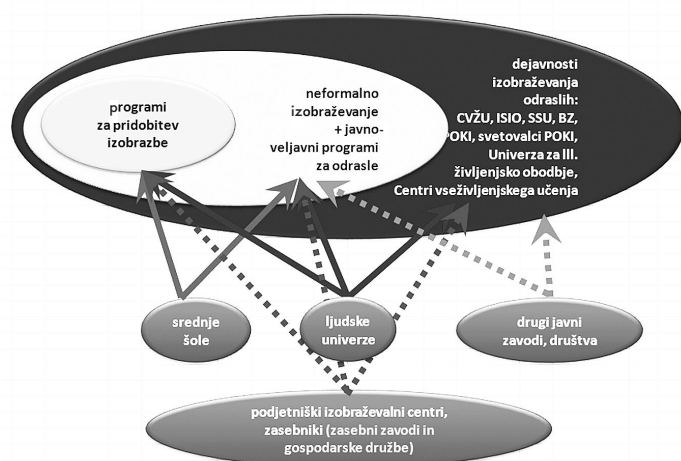 programi
za pridobitev
izobrazbe
neformalno
izobraževanje
+ javno-
veljavni programi
za odrasle
dejavnosti
izobraževanja
odraslih:
CVŽU, ISIO, SSU, BZ,
POKI, svetovalci POKI,
Univerza za III.
življenjsko obodbje,
Centri vseživljenjskega učenja
srednje
šole
ljudske
univerze
drugi javni
zavodi, društva
podjetniški izobraževalni centri,
zasebniki (zasebni zavodi in
gospodarske družbe)